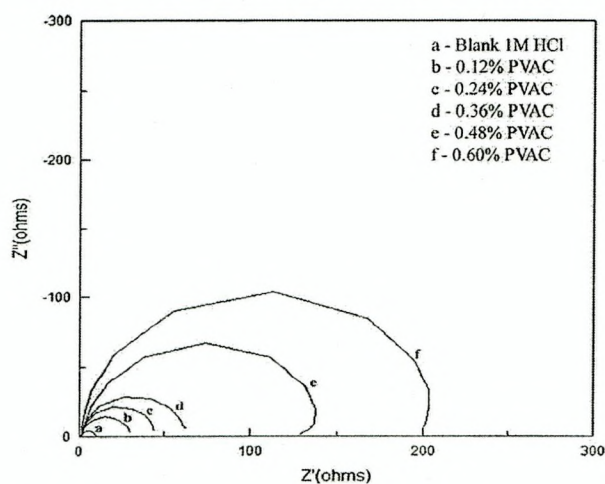 -300
-200
-100
0
Z"(ohms)
a - Blank 1M HCl
b - 0.12% PVAC
c - 0.24% PVAC
d - 0.36% PVAC
e - 0.48% PVAC
f - 0.60% PVAC
f
e
d
c
b
a
0 100 200 300
Z'(ohms)